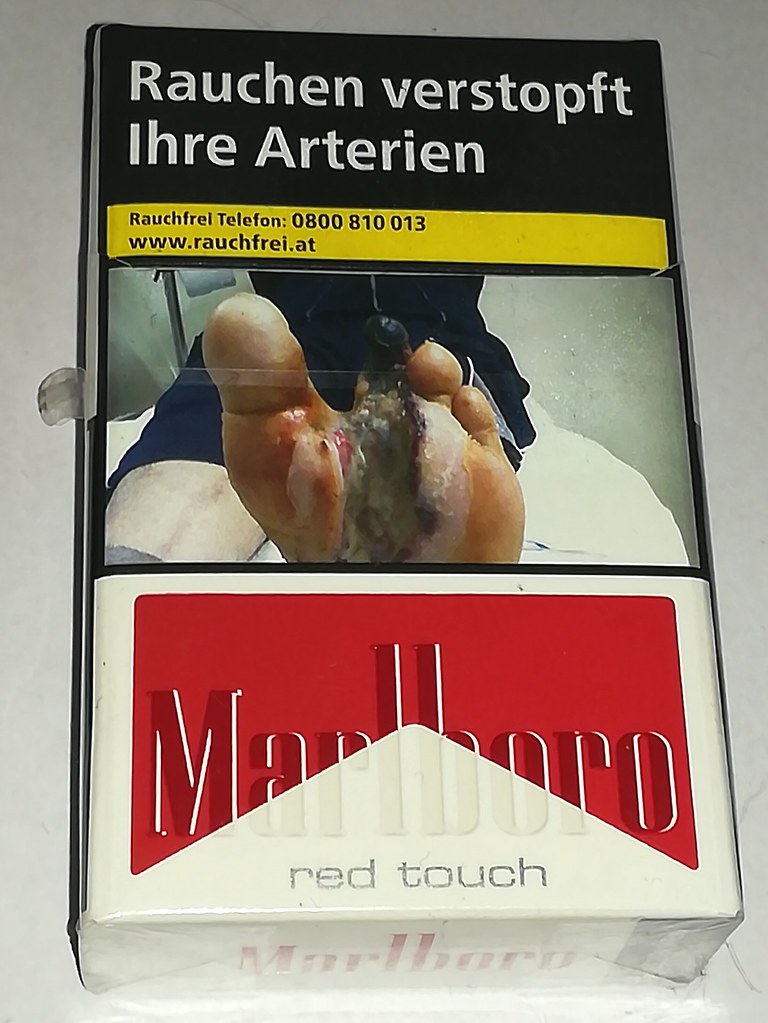 Rauchen verstopft
Ihre Arterien
Rauchfrei Telefon: 0800 810 013
www.rauchfrei.at
Marlboro
red touch
Marlboro